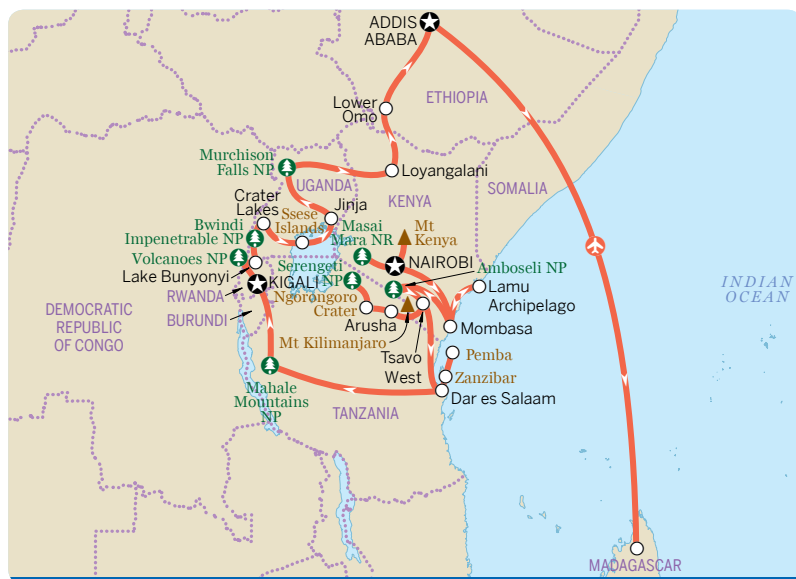 ADDIS
ABABA
ETHIOPIA
Lower
Omo
Loyangalani
Murchison
Falls NP
UGANDA
KENYA
SOMALIA
Crater
Lakes
Ssese
Islands
Jinja
Bwindi
Impenetrable NP
Masai
Mara NR
Mt
Kenya
Volcanoes NP
NAIROBI
Amboseli NP
Lake Bunyonyi
Serengeti
NP
KIGALI
Lamu
Archipelago
INDIAN
OCEAN
RWANDA
Ngorongoro
Crater
DEMOCRATIC
REPUBLIC
OF CONGO
BURUNDI
Arusha
Mombasa
Mt Kilimanjaro
Tsavo
West
Pemba
Zanzibar
Mahale
Mountains
NP
Dar es Salaam
TANZANIA
MADAGASCAR